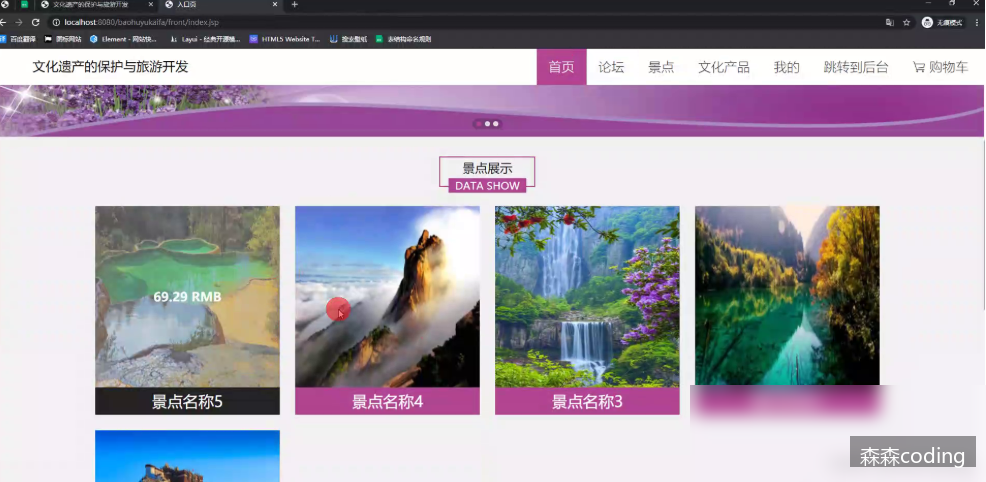 文化遗产的保护与旅游开发
入口页
localhost:8080/baohuyukaifa/front/index.jsp
无痕模式
百度翻译
图标网站
Element - 网站快...
Layui - 经典开源模...
HTML5 Website T...
搜索壁纸
表结构命名规则
文化遗产的保护与旅游开发
首页
论坛
景点
文化产品
我的
跳转到后台
购物车
景点展示
DATA SHOW
69.29 RMB
景点名称5
景点名称4
景点名称3
森森coding